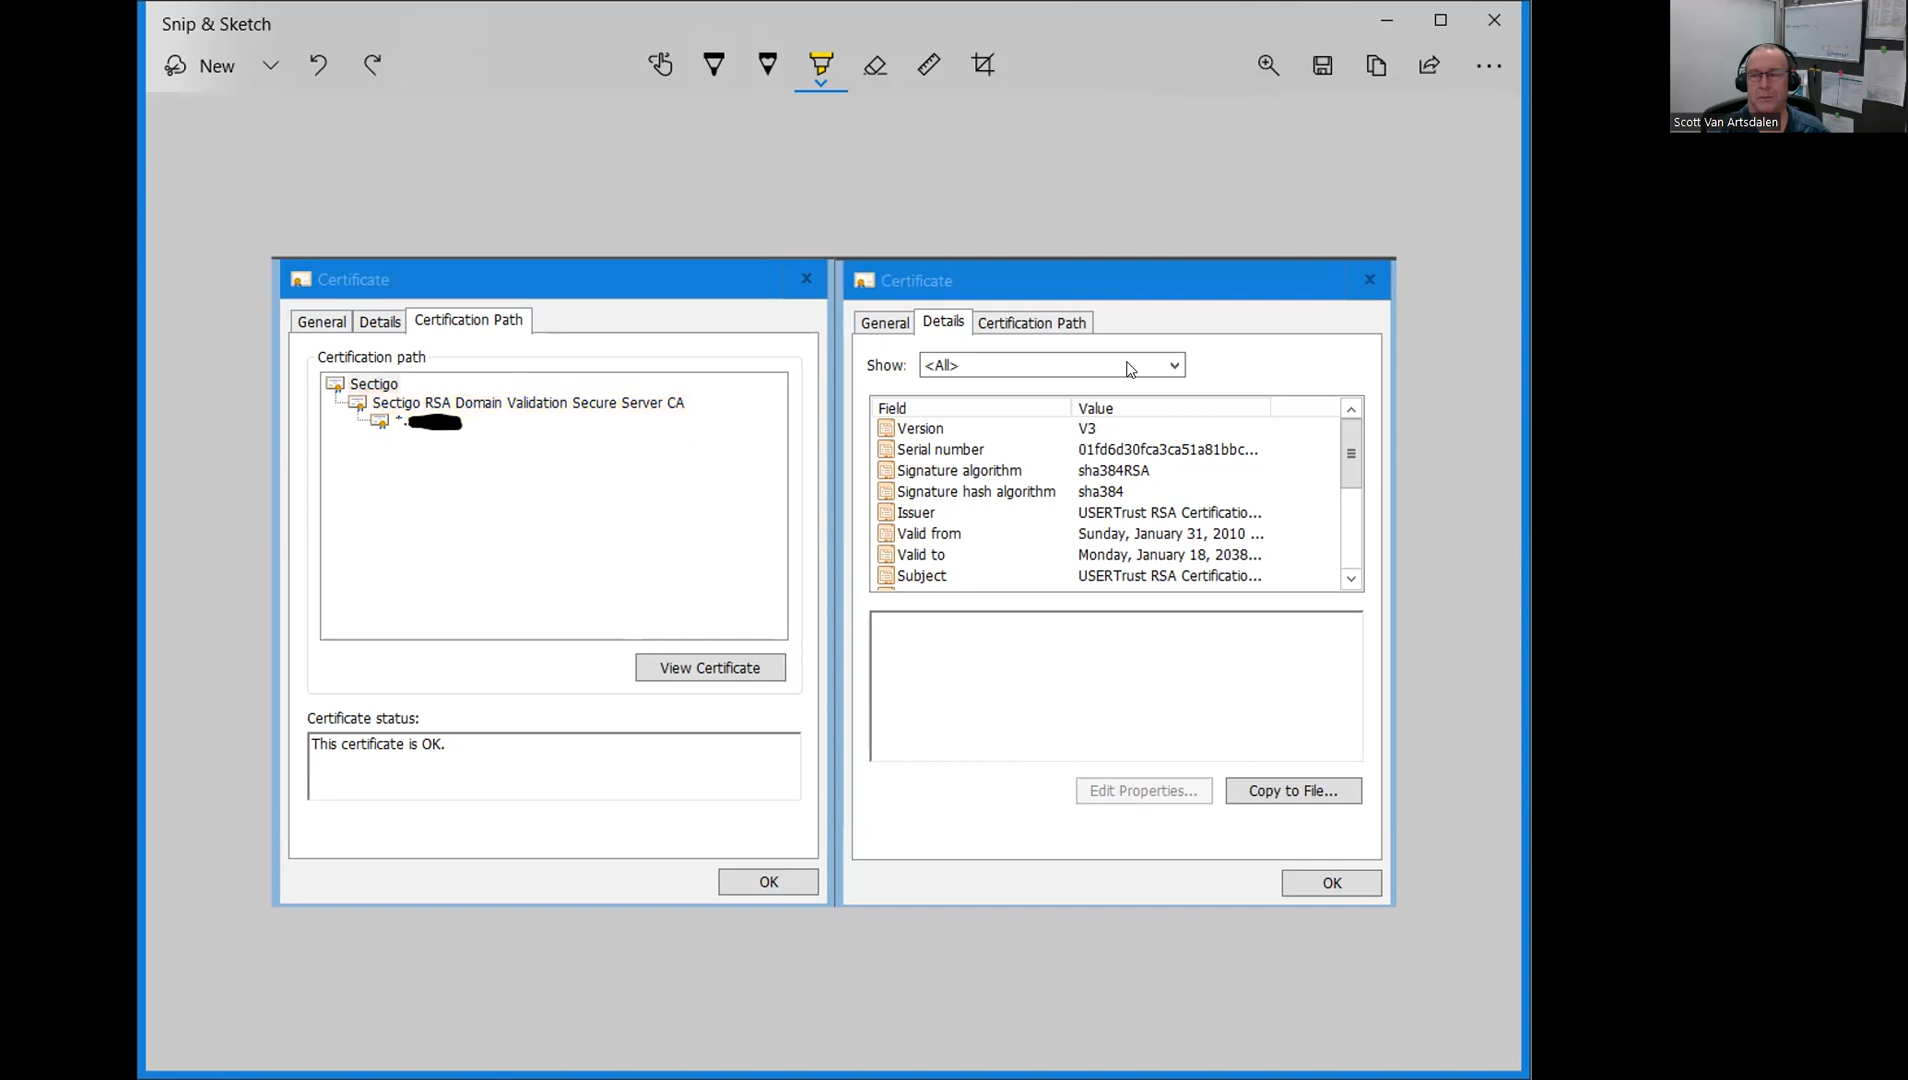 Snip & Sketch
New
Scott Van Artsdalen
Certificate
General Details Certification Path
Certification path
Sectigo
Sectigo RSA Domain Validation Secure Server CA
*.
View Certificate
Certificate status:
This certificate is OK.
OK
Certificate
General Details Certification Path
Show: <All>
Field Value
Version V3
Serial number 01fd6d30fca3ca51a81bbc...
Signature algorithm sha384RSA
Signature hash algorithm sha384
Issuer USERTrust RSA Certificatio...
Valid from Sunday, January 31, 2010 ...
Valid to Monday, January 18, 2038...
Subject USERTrust RSA Certificatio...
Edit Properties... Copy to File...
OK